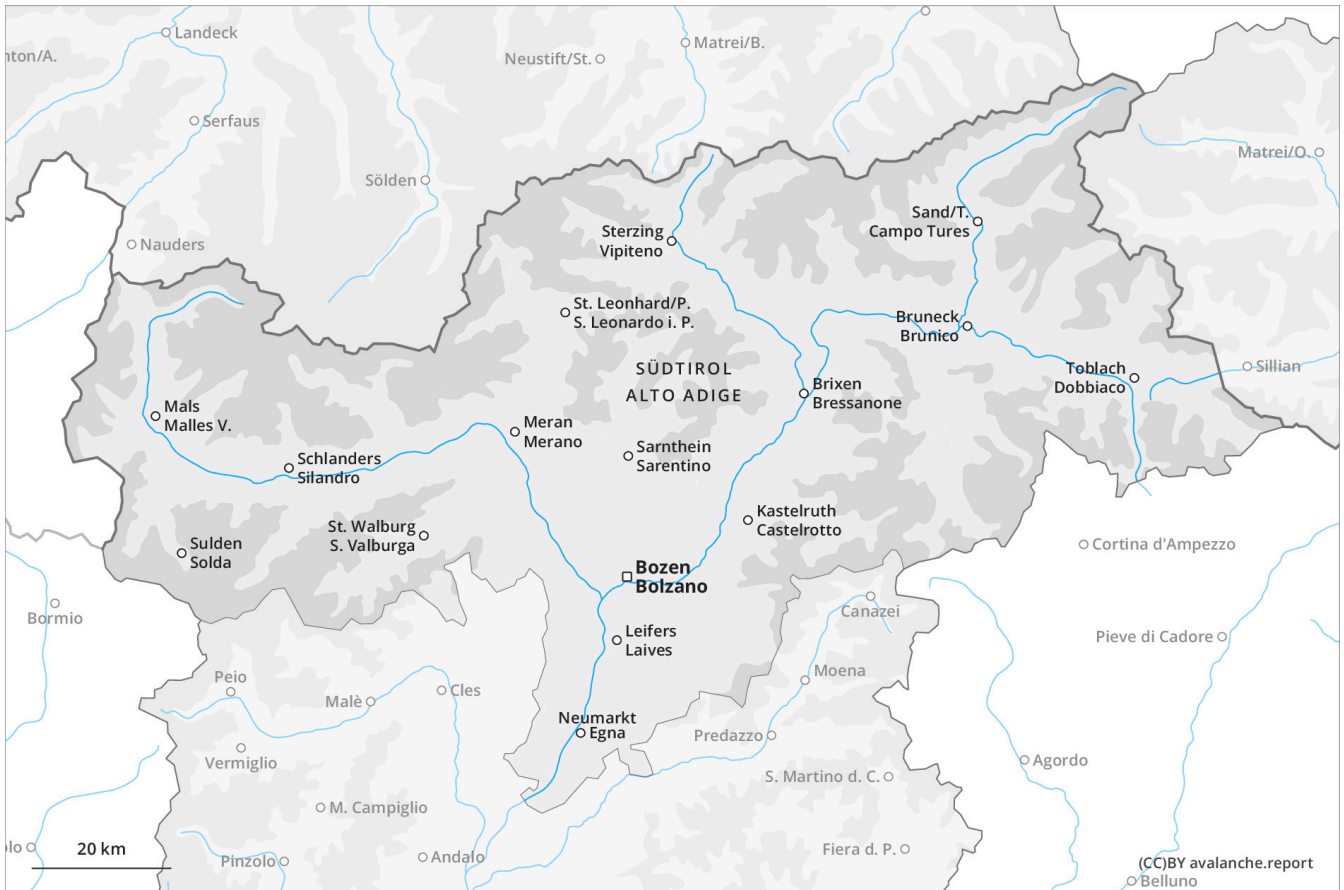 Landeck
Matrei/B.
nton/A.
Neustift/St.
Serfaus
Matrei/O.
Sölden
Sand/T.
Campo Tures
Sterzing
Vipiteno
Nauders
St. Leonhard/P.
S. Leonardo i. P.
Bruneck
Brunico
SÜDTIROL
ALTO ADIGE
Toblach
Dobbiaco
Sillian
Brixen
Bressanone
Mals
Malles V.
Meran
Merano
Sarnthein
Sarentino
Schlanders
Silandro
Kastelruth
Castelrotto
St. Walburg
S. Valburga
Sulden
Solda
Cortina d'Ampezzo
Bozen
Bolzano
Bormio
Canazei
Leifers
Laives
Pieve di Cadore
Peio
Malè
Cles
Moena
Neumarkt
Egna
Predazzo
Vermiglio
Agordo
S. Martino d. C.
M. Campiglio
olo
20 km
Pinzolo
Andalo
Fiera d. P.
(CC)BY avalanche.report
Belluno